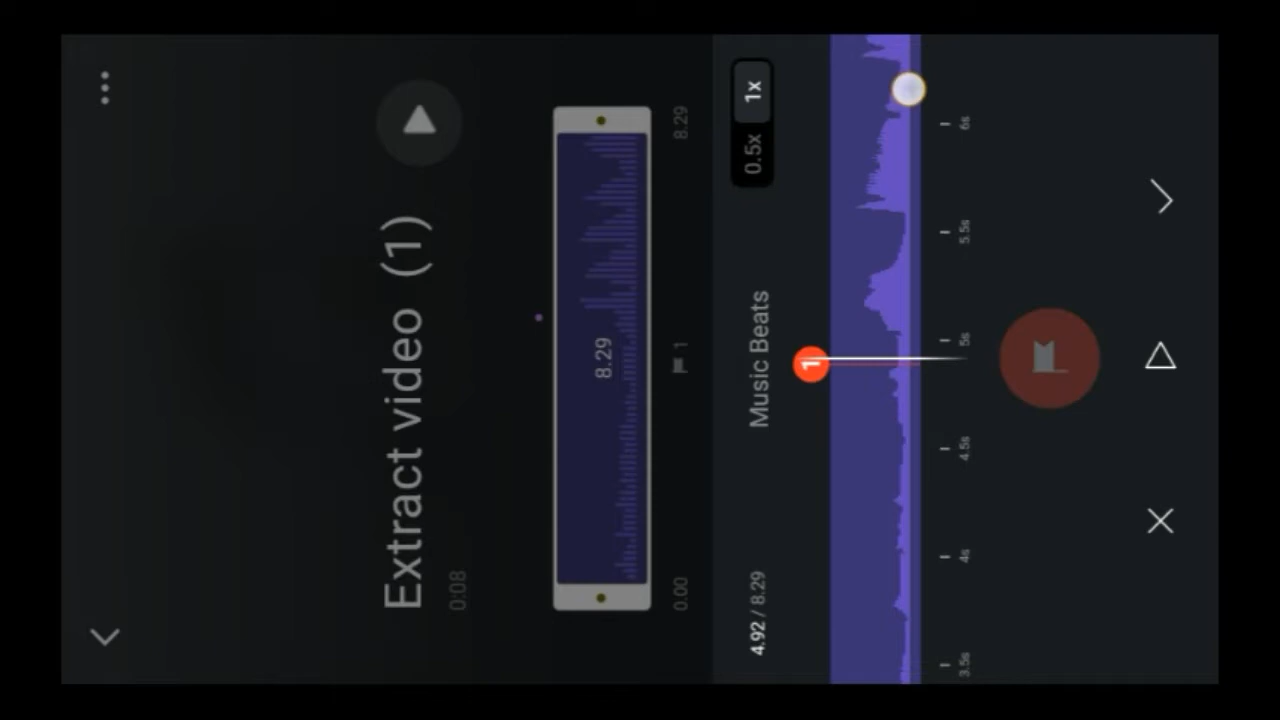 Extract video (1)
0:08
8.29
0.00
1
8.29
Music Beats
4.92 / 8.29
0.5x
1x
1
3.5s
4s
4.5s
5s
5.5s
6s